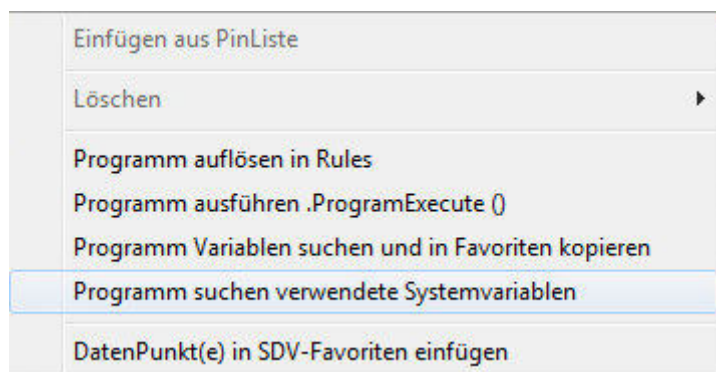 Einfügen aus PinListe
Löschen
Programm auflösen in Rules
Programm ausführen .ProgramExecute ()
Programm Variablen suchen und in Favoriten kopieren
Programm suchen verwendete Systemvariablen
DatenPunkt(e) in SDV-Favoriten einfügen